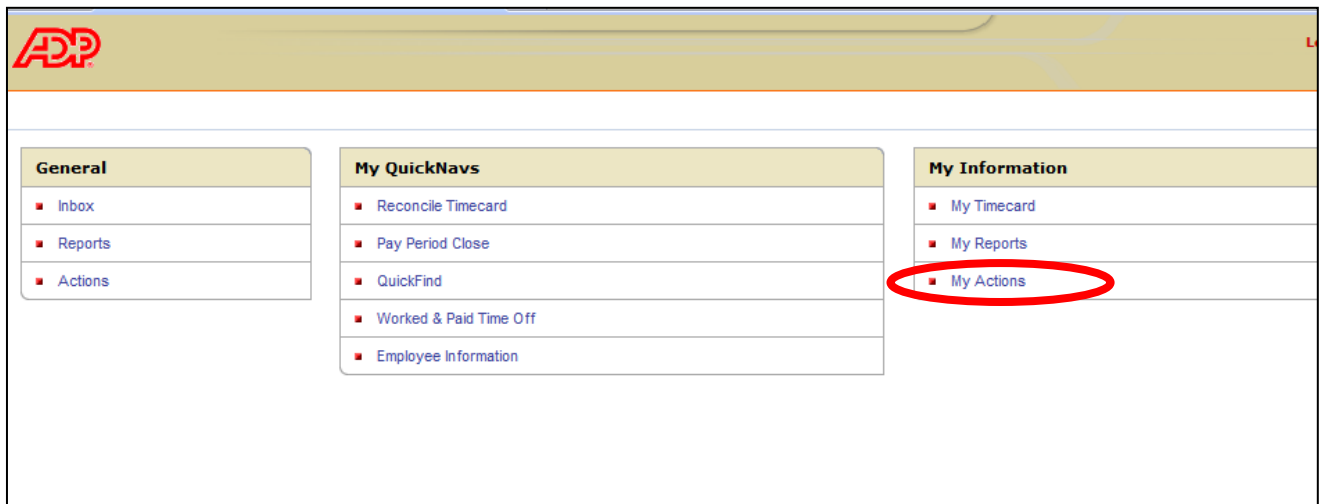 ADP
General
Inbox
Reports
Actions
My QuickNavs
Reconcile Timecard
Pay Period Close
QuickFind
Worked & Paid Time Off
Employee Information
My Information
My Timecard
My Reports
My Actions